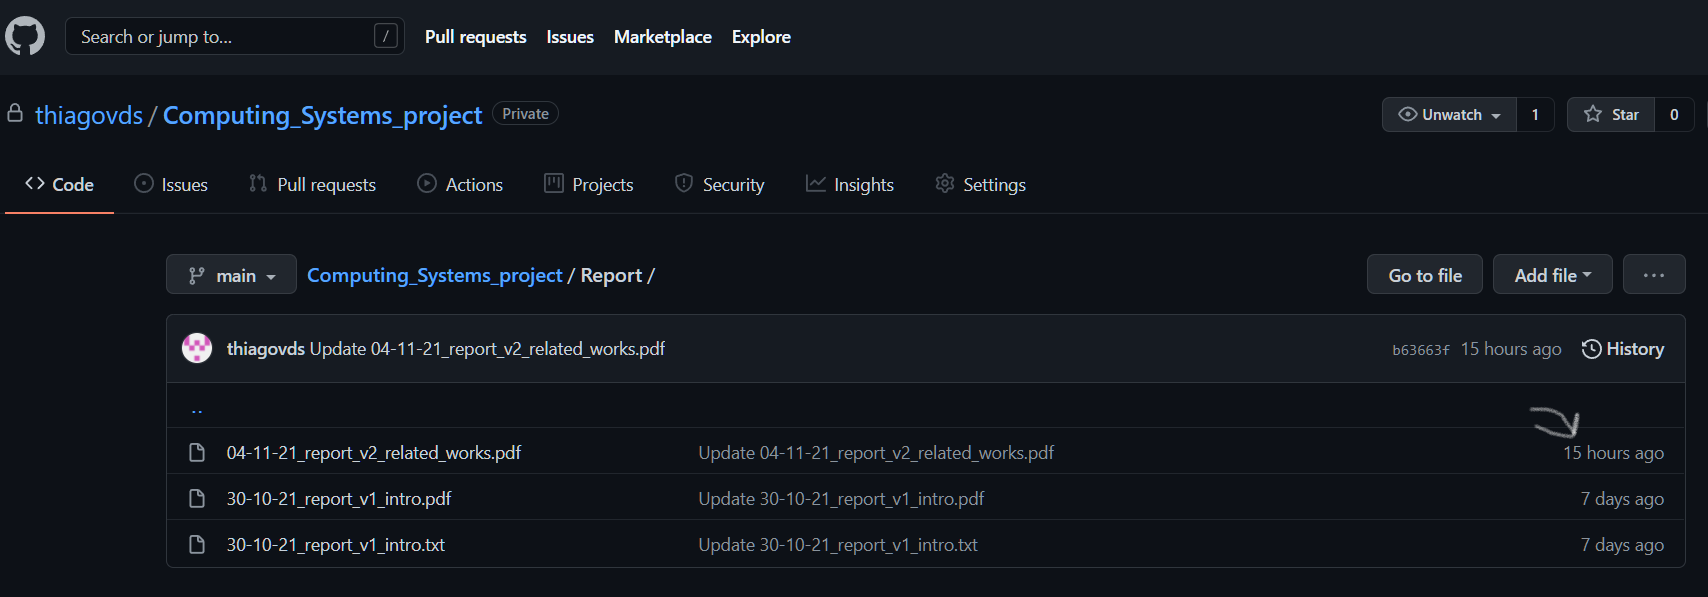 Search or jump to... /
Pull requests Issues Marketplace Explore
thiagovds / Computing_Systems_project Private
Unwatch 1 Star 0
Code Issues Pull requests Actions Projects Security Insights Settings
main Computing_Systems_project / Report /
Go to file Add file ...
thiagovds Update 04-11-21_report_v2_related_works.pdf b63663f 15 hours ago History
..
04-11-21_report_v2_related_works.pdf Update 04-11-21_report_v2_related_works.pdf 15 hours ago
30-10-21_report_v1_intro.pdf Update 30-10-21_report_v1_intro.pdf 7 days ago
30-10-21_report_v1_intro.txt Update 30-10-21_report_v1_intro.txt 7 days ago